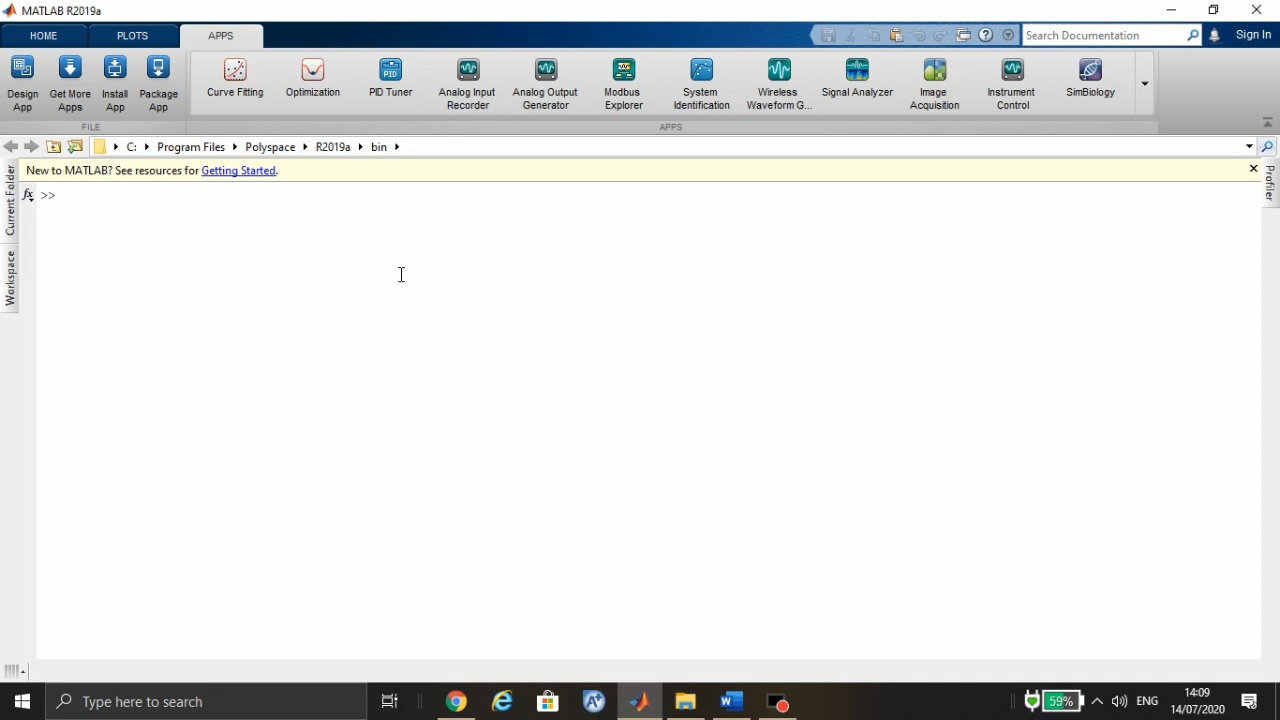 MATLAB R2019a
HOME PLOTS APPS Search Documentation Sign In
PID
Design App
Get More Apps
Install App
Package App
Curve Fitting
Optimization
PID Tuner
Analog Input Recorder
Analog Output Generator
Modbus Explorer
System Identification
Wireless Waveform G...
Signal Analyzer
Image Acquisition
Instrument Control
SimBiology
FILE APPS
C: Program Files Polyspace R2019a bin
New to MATLAB? See resources for Getting Started.
fx >>
Current Folder
Workspace
Profiler
Type here to search
59%
ENG
14:09
14/07/2020